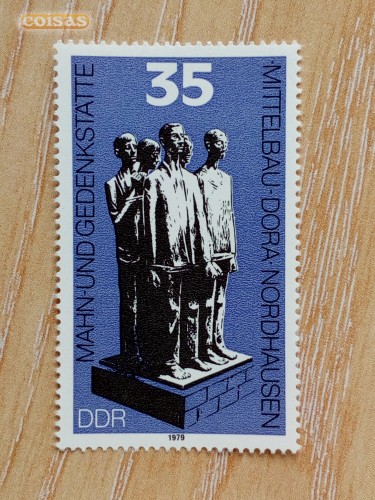 coisas
35
MAHN-UND GEDENKSTÄTTE
·MITTELBAU·DORA NORDHAUSEN
DDR
1979